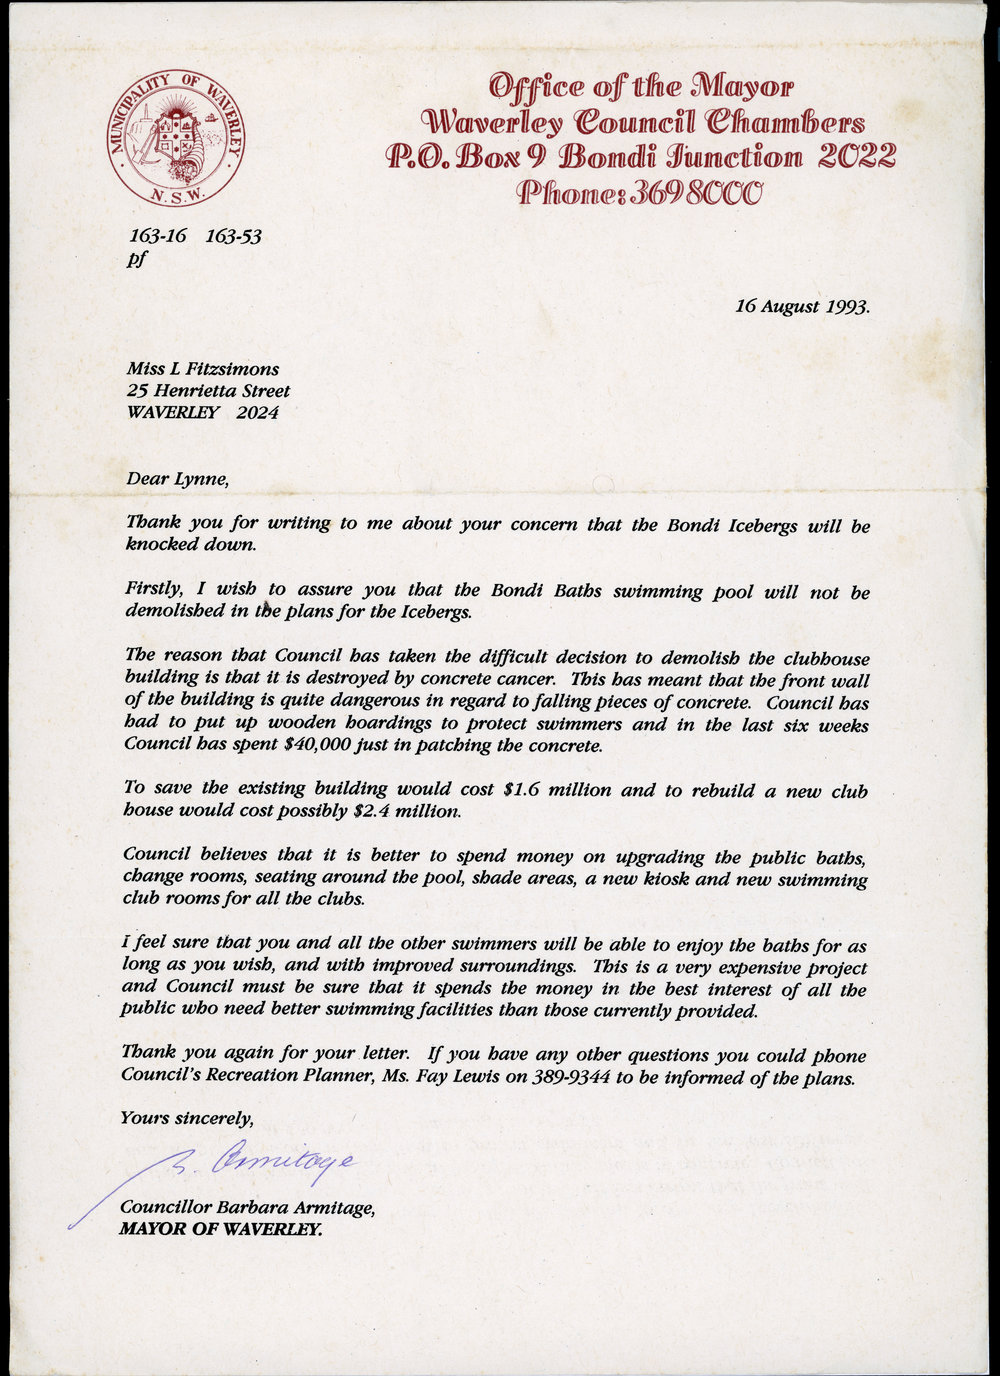 MUNICIPALITY OF WAVERLEY
N.S.W.
Office of the Mayor
Waverley Council Chambers
P.O. Box 9 Bondi Junction 2022
Phone: 369 8000
163-16 163-53
pf
16 August 1993.
Miss L Fitzsimons
25 Henrietta Street
WAVERLEY 2024
Dear Lynne,
Thank you for writing to me about your concern that the Bondi Icebergs will be
knocked down.
Firstly, I wish to assure you that the Bondi Baths swimming pool will not be
demolished in the plans for the Icebergs.
The reason that Council has taken the difficult decision to demolish the clubhouse
building is that it is destroyed by concrete cancer. This has meant that the front wall
of the building is quite dangerous in regard to falling pieces of concrete. Council has
had to put up wooden hoardings to protect swimmers and in the last six weeks
Council has spent $40,000 just in patching the concrete.
To save the existing building would cost $1.6 million and to rebuild a new club
house would cost possibly $2.4 million.
Council believes that it is better to spend money on upgrading the public baths,
change rooms, seating around the pool, shade areas, a new kiosk and new swimming
club rooms for all the clubs.
I feel sure that you and all the other swimmers will be able to enjoy the baths for as
long as you wish, and with improved surroundings. This is a very expensive project
and Council must be sure that it spends the money in the best interest of all the
public who need better swimming facilities than those currently provided.
Thank you again for your letter. If you have any other questions you could phone
Council's Recreation Planner, Ms. Fay Lewis on 389-9344 to be informed of the plans.
Yours sincerely,
B. Armitage
Councillor Barbara Armitage,
MAYOR OF WAVERLEY.